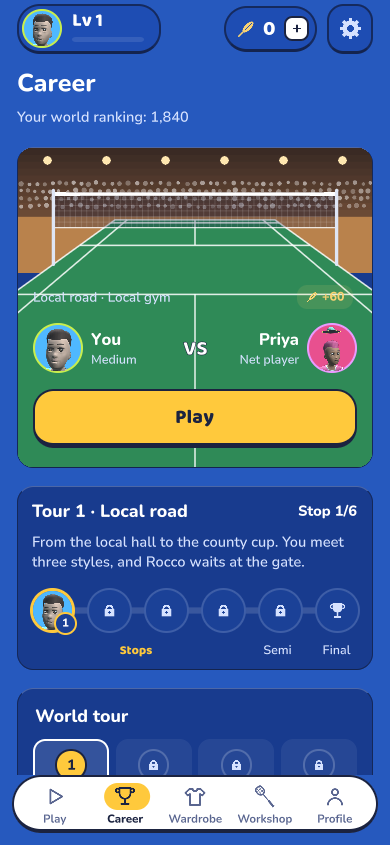 Lv 1
0
+
Career
Your world ranking: 1,840
Local road · Local gym
+60
You
Medium
VS
Priya
Net player
Play
Tour 1 · Local road
Stop 1/6
From the local hall to the county cup. You meet
three styles, and Rocco waits at the gate.
1
Stops
Semi
Final
World tour
1
Play
Career
Wardrobe
Workshop
Profile